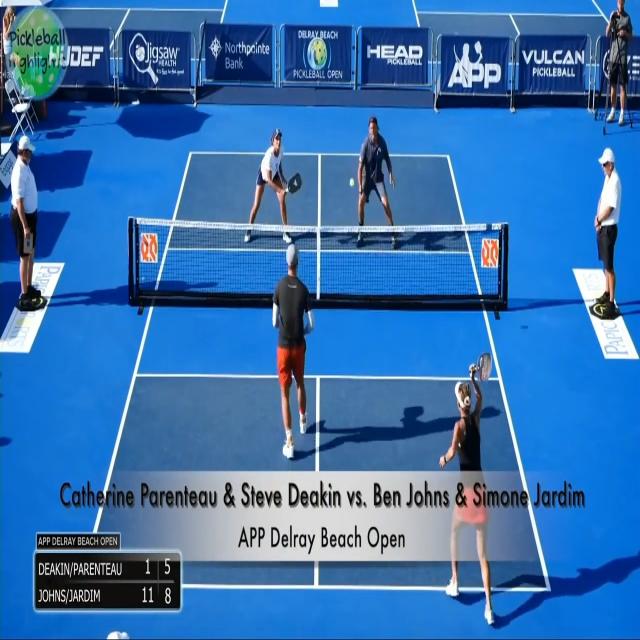 Pickleball
Highlights
HUDEF
Jigsaw
HEALTH
Northpointe
Bank
DELRAY BEACH
PICKLEBALL OPEN
HEAD
PICKLEBALL
APP
VULCAN
PICKLEBALL
Catherine Parenteau & Steve Deakin vs. Ben Johns & Simone Jardim
APP Delray Beach Open
APP DELRAY BEACH OPEN
DEAKIN/PARENTEAU 1 5
JOHNS/JARDIM 11 8